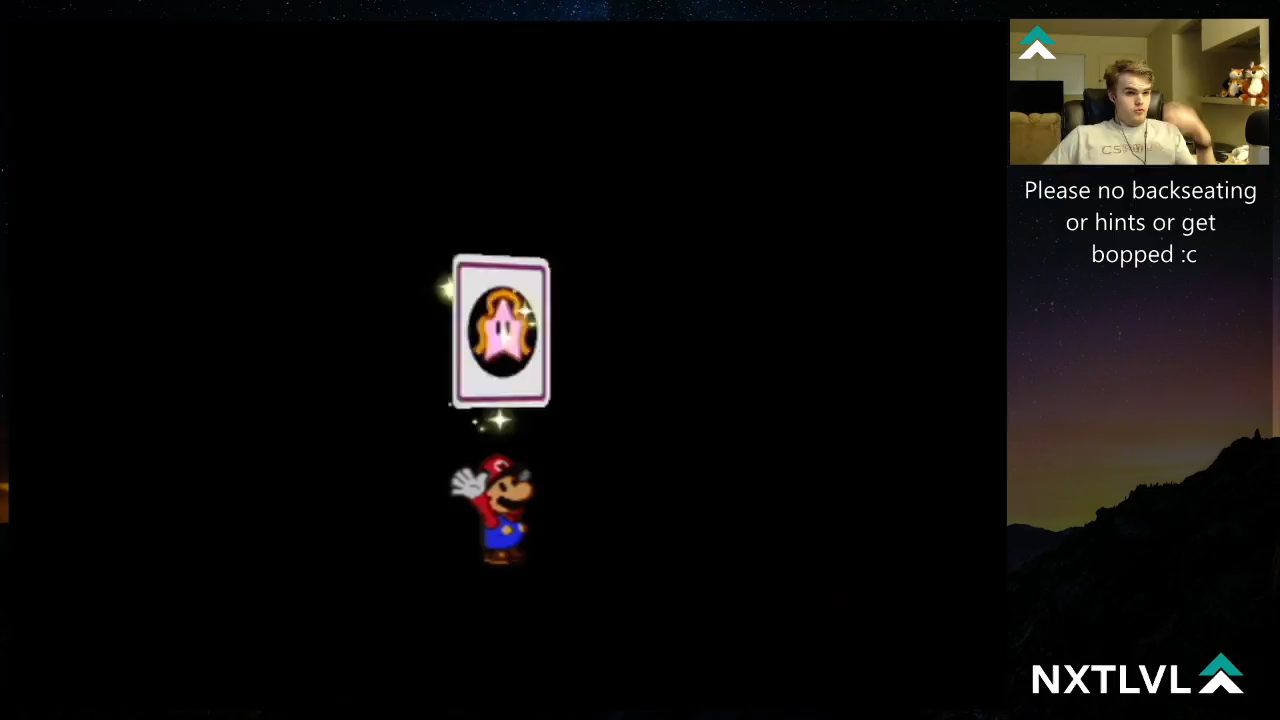 Please no backseating
or hints or get
bopped :c
NXTLVL